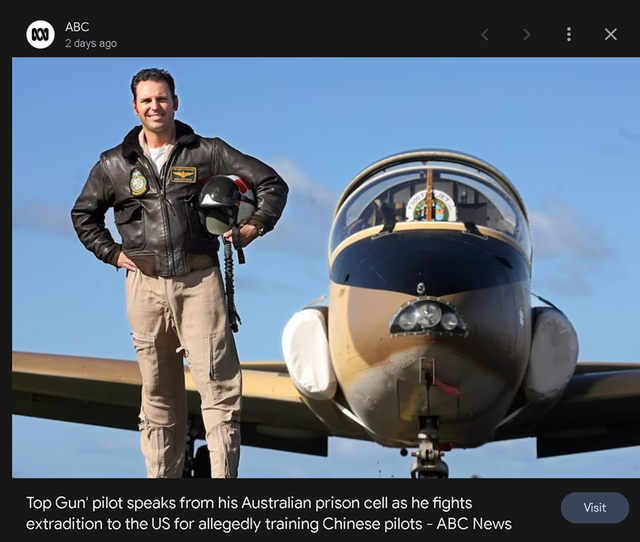 ABC
2 days ago
Top Gun' pilot speaks from his Australian prison cell as he fights
extradition to the US for allegedly training Chinese pilots - ABC News
Visit